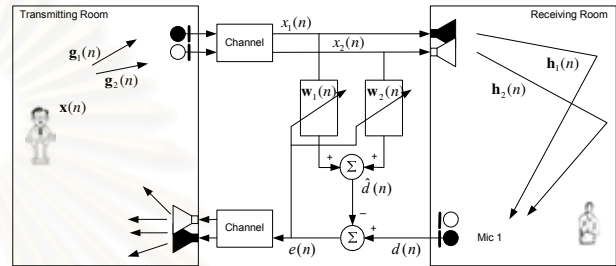 Transmitting Room
Receiving Room
g₁(n)
g₂(n)
x(n)
Channel
x₁(n)
x₂(n)
w₁(n)
w₂(n)
h₁(n)
h₂(n)
+
Σ
+
d̂(n)
−
Channel
e(n)
Σ
+
d(n)
Mic 1